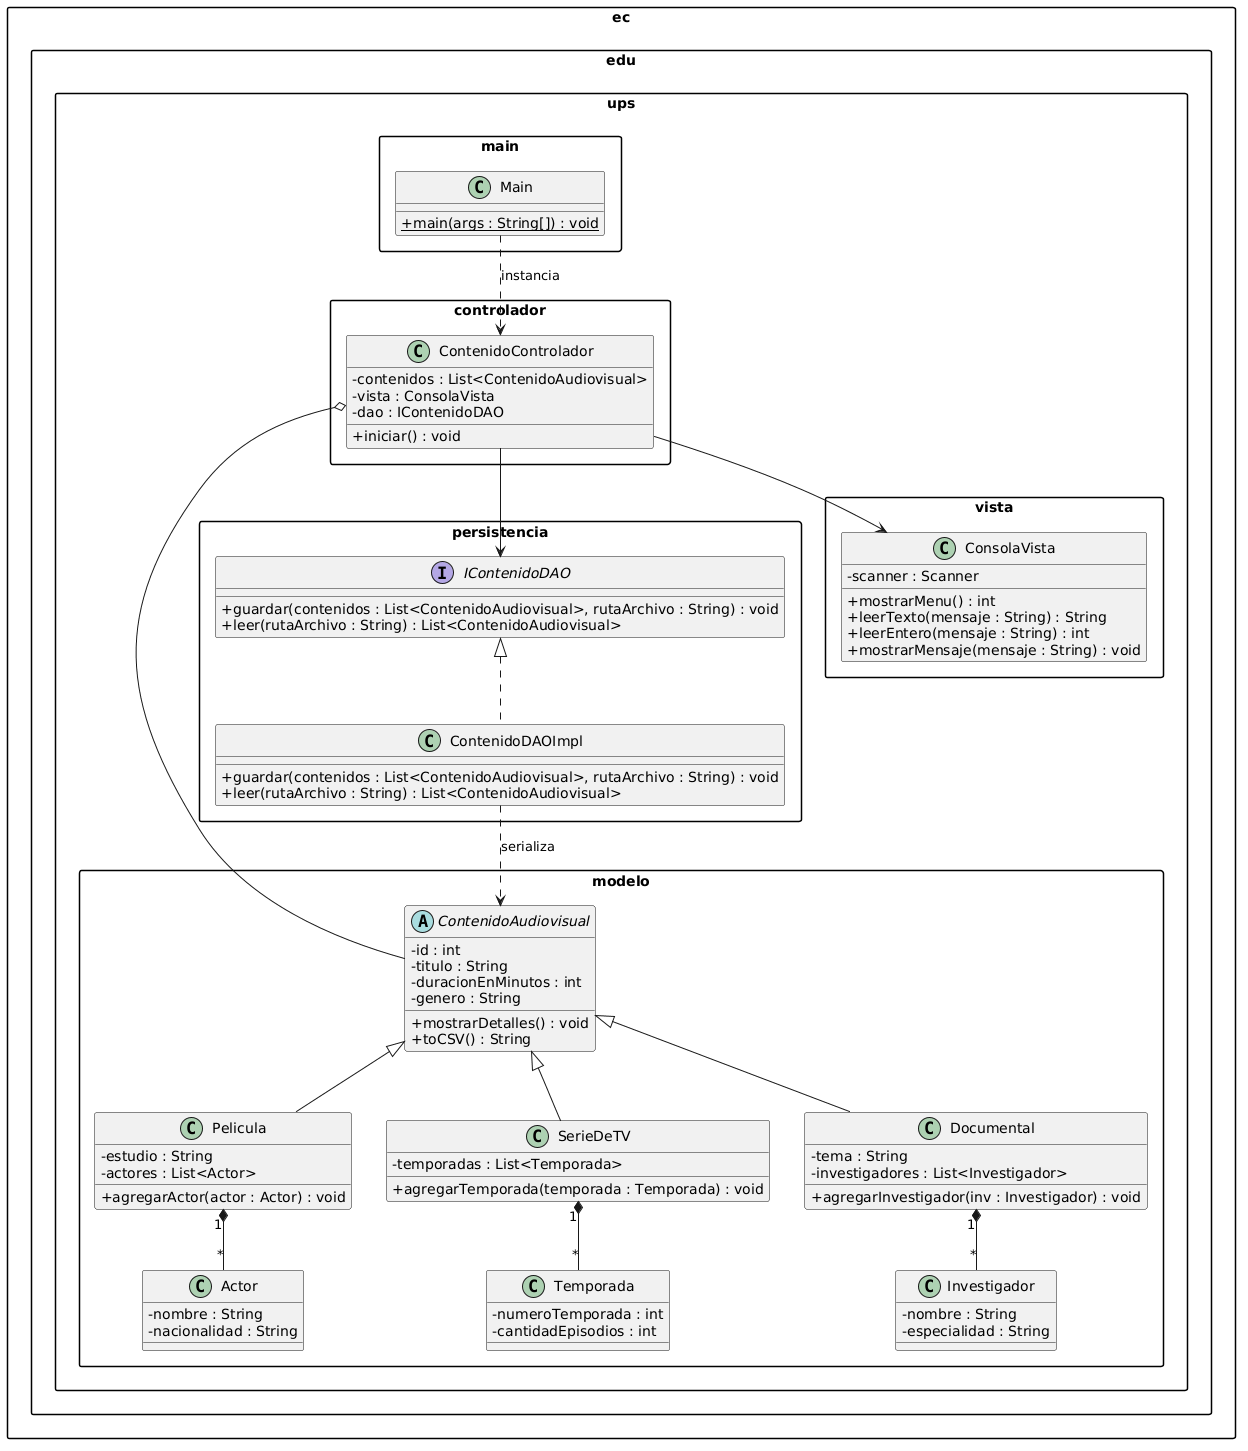 ec
edu
ups
main
C Main
+main(args : String[]) : void
instancia
controlador
C ContenidoControlador
-contenidos : List<ContenidoAudiovisual>
-vista : ConsolaVista
-dao : IContenidoDAO
+iniciar() : void
persistencia
I IContenidoDAO
+guardar(contenidos : List<ContenidoAudiovisual>, rutaArchivo : String) : void
+leer(rutaArchivo : String) : List<ContenidoAudiovisual>
vista
C ConsolaVista
-scanner : Scanner
+mostrarMenu() : int
+leerTexto(mensaje : String) : String
+leerEntero(mensaje : String) : int
+mostrarMensaje(mensaje : String) : void
C ContenidoDAOImpl
+guardar(contenidos : List<ContenidoAudiovisual>, rutaArchivo : String) : void
+leer(rutaArchivo : String) : List<ContenidoAudiovisual>
serializa
modelo
A ContenidoAudiovisual
-id : int
-titulo : String
-duracionEnMinutos : int
-genero : String
+mostrarDetalles() : void
+toCSV() : String
C Pelicula
-estudio : String
-actores : List<Actor>
+agregarActor(actor : Actor) : void
C SerieDeTV
-temporadas : List<Temporada>
+agregarTemporada(temporada : Temporada) : void
C Documental
-tema : String
-investigadores : List<Investigador>
+agregarInvestigador(inv : Investigador) : void
1
*
1
*
1
*
C Actor
-nombre : String
-nacionalidad : String
C Temporada
-numeroTemporada : int
-cantidadEpisodios : int
C Investigador
-nombre : String
-especialidad : String